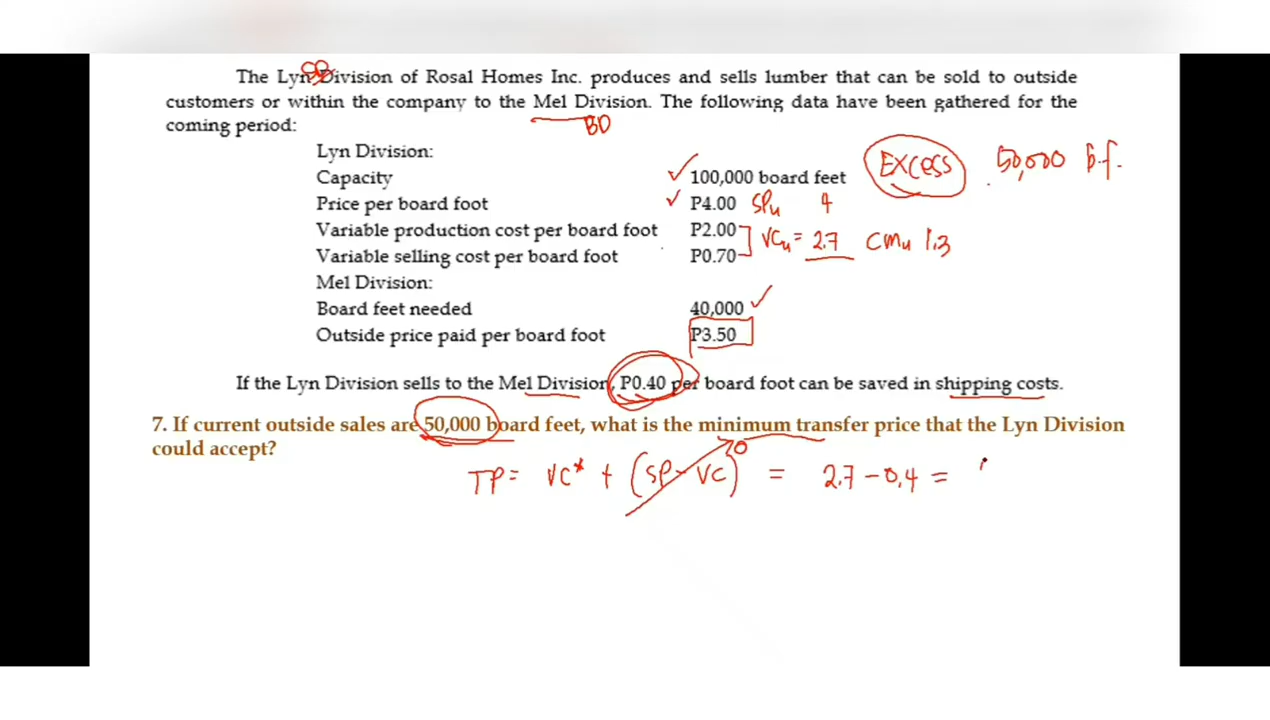 The Lyn Division of Rosal Homes Inc. produces and sells lumber that can be sold to outside
SD
customers or within the company to the Mel Division. The following data have been gathered for the
BD
coming period:
Lyn Division:
Capacity 100,000 board feet EXCESS 50,000 b.f.
Price per board foot P4.00 SPu 4
Variable production cost per board foot P2.00
VCu = 2.7 CMu 1.3
Variable selling cost per board foot P0.70
Mel Division:
Board feet needed 40,000
Outside price paid per board foot P3.50
If the Lyn Division sells to the Mel Division, P0.40 per board foot can be saved in shipping costs.
7. If current outside sales are 50,000 board feet, what is the minimum transfer price that the Lyn Division
could accept?
TP = VC* + (SP - VC) 0 = 2.7 - 0.4 =